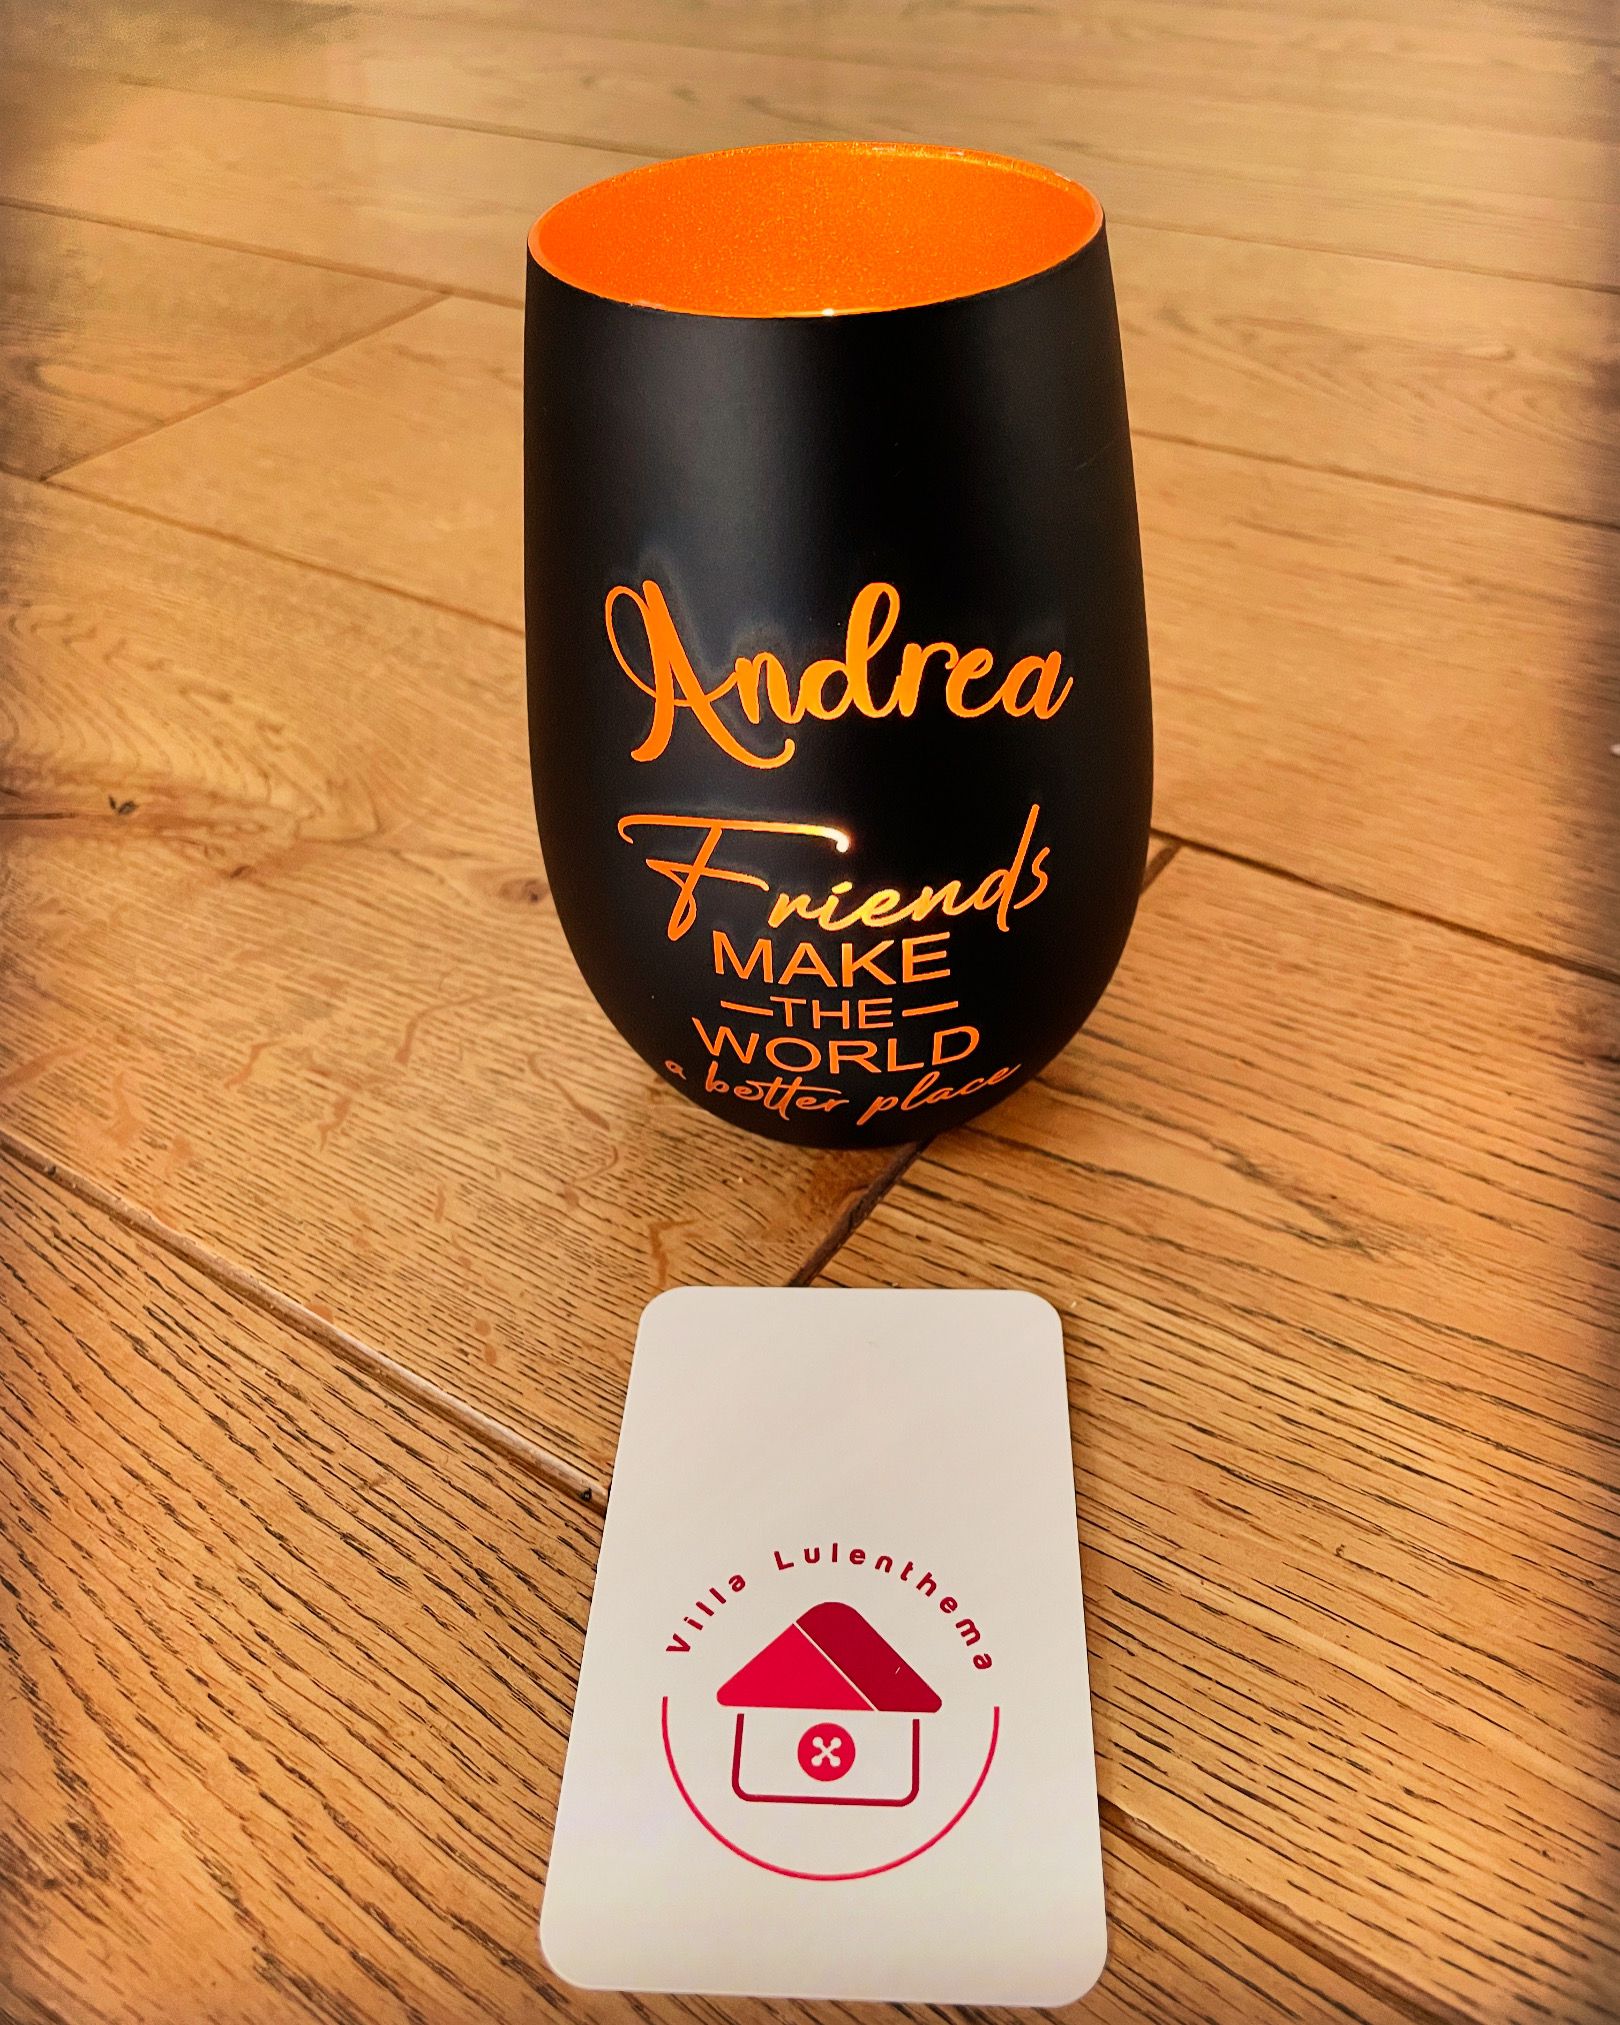 Andrea
Friends
MAKE
THE
WORLD
a better place
Villa Lulenthema